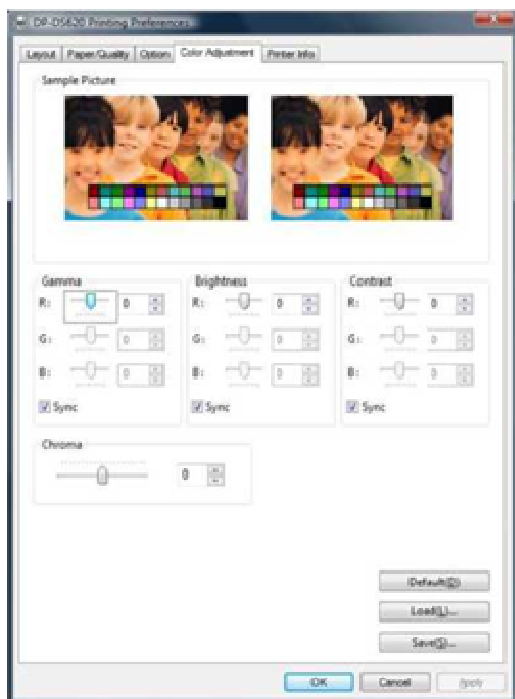 DP-DS620 Printing Preferences
Layout Paper/Quality Option Color Adjustment Printer Info
Sample Picture
Gamma Brightness Contrast
R: 0 R: 0 R: 0
G: 0 G: 0 G: 0
B: 0 B: 0 B: 0
Sync Sync Sync
Chroma
0
Default(D)
Load(L)...
Save(S)...
OK Cancel Apply